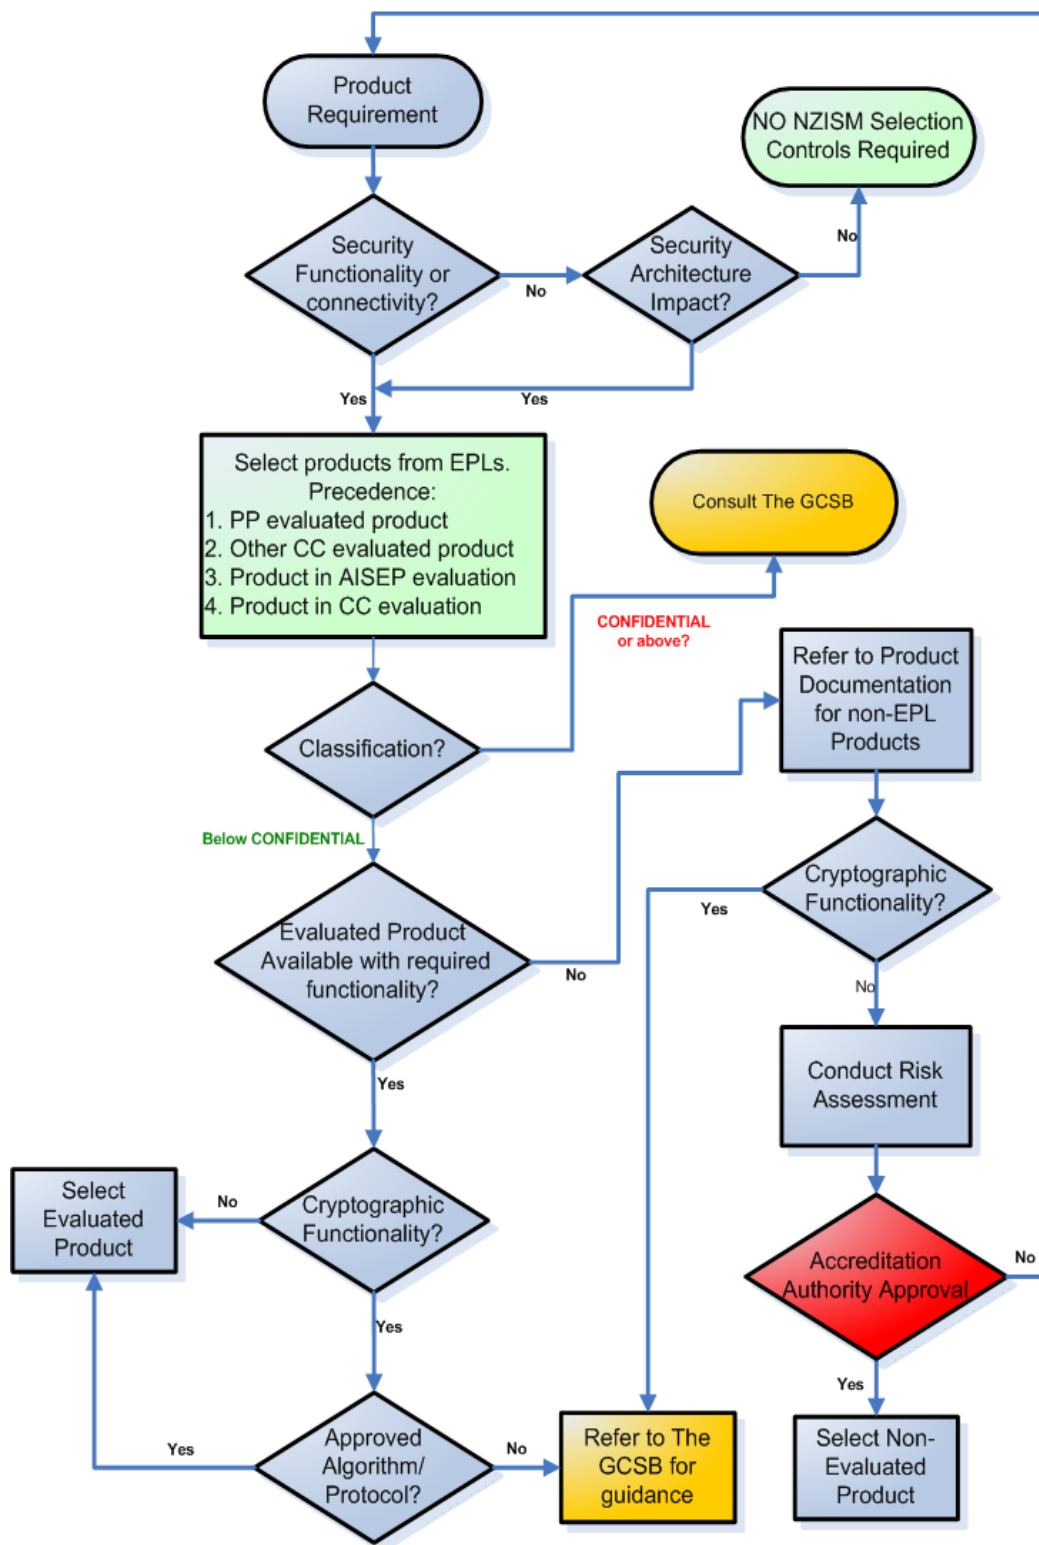 Product
Requirement
NO NZISM Selection
Controls Required
Security
Functionality or
connectivity?
No
Security
Architecture
Impact?
No
Yes
Yes
Select products from EPLs.
Precedence:
1. PP evaluated product
2. Other CC evaluated product
3. Product in AISEP evaluation
4. Product in CC evaluation
Consult The GCSB
CONFIDENTIAL
or above?
Classification?
Refer to Product
Documentation
for non-EPL
Products
Below CONFIDENTIAL
Evaluated Product
Available with required
functionality?
No
Cryptographic
Functionality?
Yes
No
Conduct Risk
Assessment
Yes
Cryptographic
Functionality?
No
Select
Evaluated
Product
Accreditation
Authority Approval
No
Yes
Yes
Approved
Algorithm/
Protocol?
Yes
No
Refer to The
GCSB for
guidance
Select Non-
Evaluated
Product